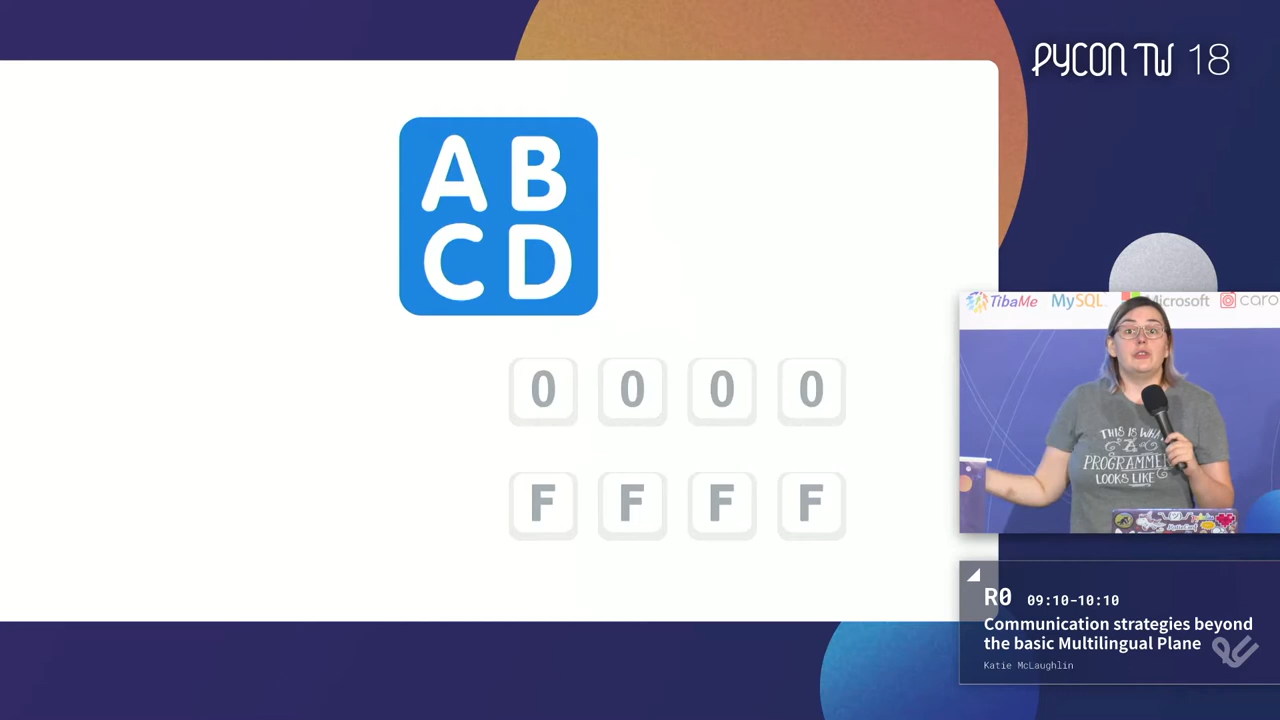 PYCON TW 18
A B
C D
0 0 0 0
F F F F
TibaMe MySQL Microsoft caro
THIS IS WHAT
A
PROGRAMMER
LOOKS LIKE
R0 09:10-10:10
Communication strategies beyond
the basic Multilingual Plane
Katie McLaughlin